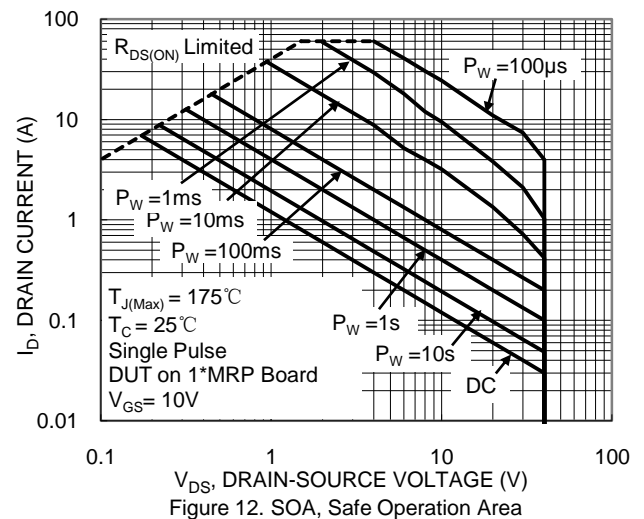 100
R_DS(ON) Limited
P_W =100µs
10
I_D, DRAIN CURRENT (A)
P_W =1ms
P_W =10ms
1
P_W =100ms
T_J(Max) = 175℃
T_C = 25℃
P_W =1s
0.1
Single Pulse
P_W =10s
DUT on 1*MRP Board
DC
V_GS= 10V
0.01
0.1 1 10 100
V_DS, DRAIN-SOURCE VOLTAGE (V)
Figure 12. SOA, Safe Operation Area